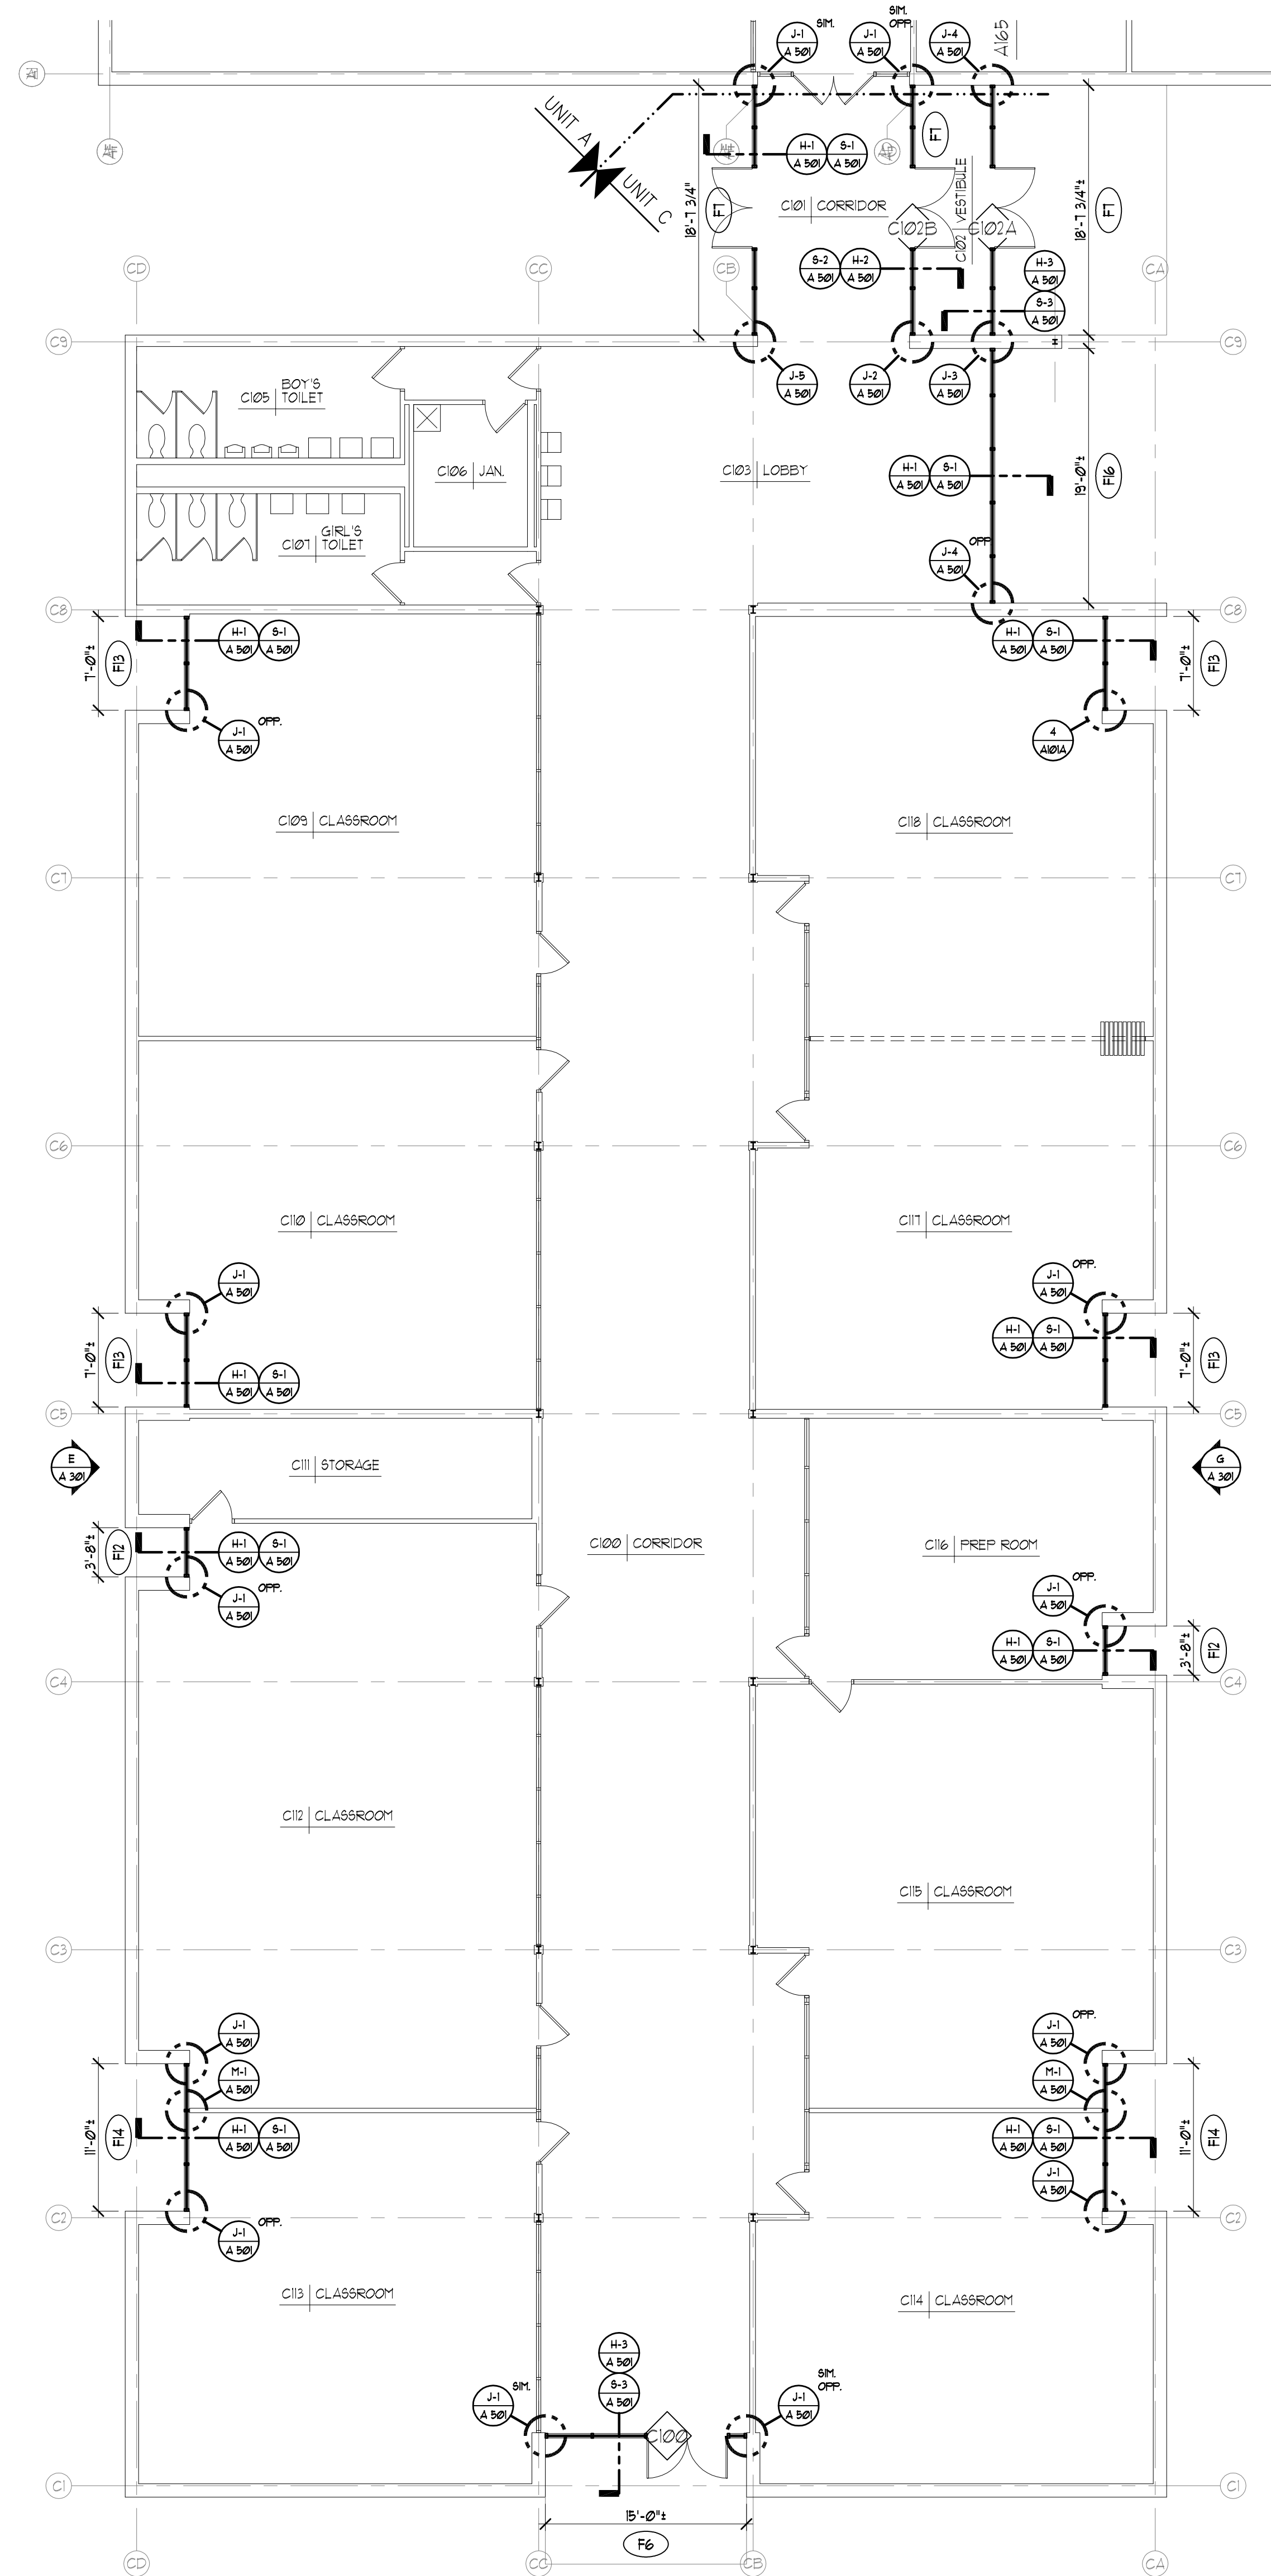 SIM.
J-1
A 501
SIM.
OPP.
J-1
A 501
J-4
A 501
A165
UNIT A
UNIT C
H-1
A 501
S-1
A 501
F7
18'-7 3/4"
F7
C101 CORRIDOR
C102 VESTIBULE
C102B
C102A
18'-7 3/4"±
F7
S-2
A 501
H-2
A 501
H-3
A 501
S-3
A 501
CD
CC
CB
CA
C9
C9
J-5
A 501
J-2
A 501
J-3
A 501
BOY'S
C105 TOILET
C106 JAN.
C103 LOBBY
H-1
A 501
S-1
A 501
19'-0"±
F16
GIRL'S
C107 TOILET
OPP.
J-4
A 501
C8
C8
7'-0"±
F13
H-1
A 501
S-1
A 501
H-1
A 501
S-1
A 501
7'-0"±
F13
OPP.
J-1
A 501
4
A101A
C109 CLASSROOM
C118 CLASSROOM
C7
C7
C6
C6
C110 CLASSROOM
C117 CLASSROOM
J-1
A 501
OPP.
J-1
A 501
7'-0"±
F13
H-1
A 501
S-1
A 501
H-1
A 501
S-1
A 501
7'-0"±
F13
C5
C5
E
A 301
C111 STORAGE
G
A 301
3'-8"±
F12
H-1
A 501
S-1
A 501
C100 CORRIDOR
C116 PREP ROOM
OPP.
J-1
A 501
OPP.
J-1
A 501
H-1
A 501
S-1
A 501
3'-8"±
F12
C4
C4
C112 CLASSROOM
C115 CLASSROOM
C3
C3
J-1
A 501
OPP.
J-1
A 501
M-1
A 501
M-1
A 501
11'-0"±
F14
H-1
A 501
S-1
A 501
H-1
A 501
S-1
A 501
11'-0"±
F14
J-1
A 501
C2
C2
OPP.
J-1
A 501
C113 CLASSROOM
C114 CLASSROOM
H-3
A 501
S-3
A 501
SIM.
J-1
A 501
SIM.
OPP.
J-1
A 501
C100
C1
C1
15'-0"±
F6
CD
CC
CB
CA